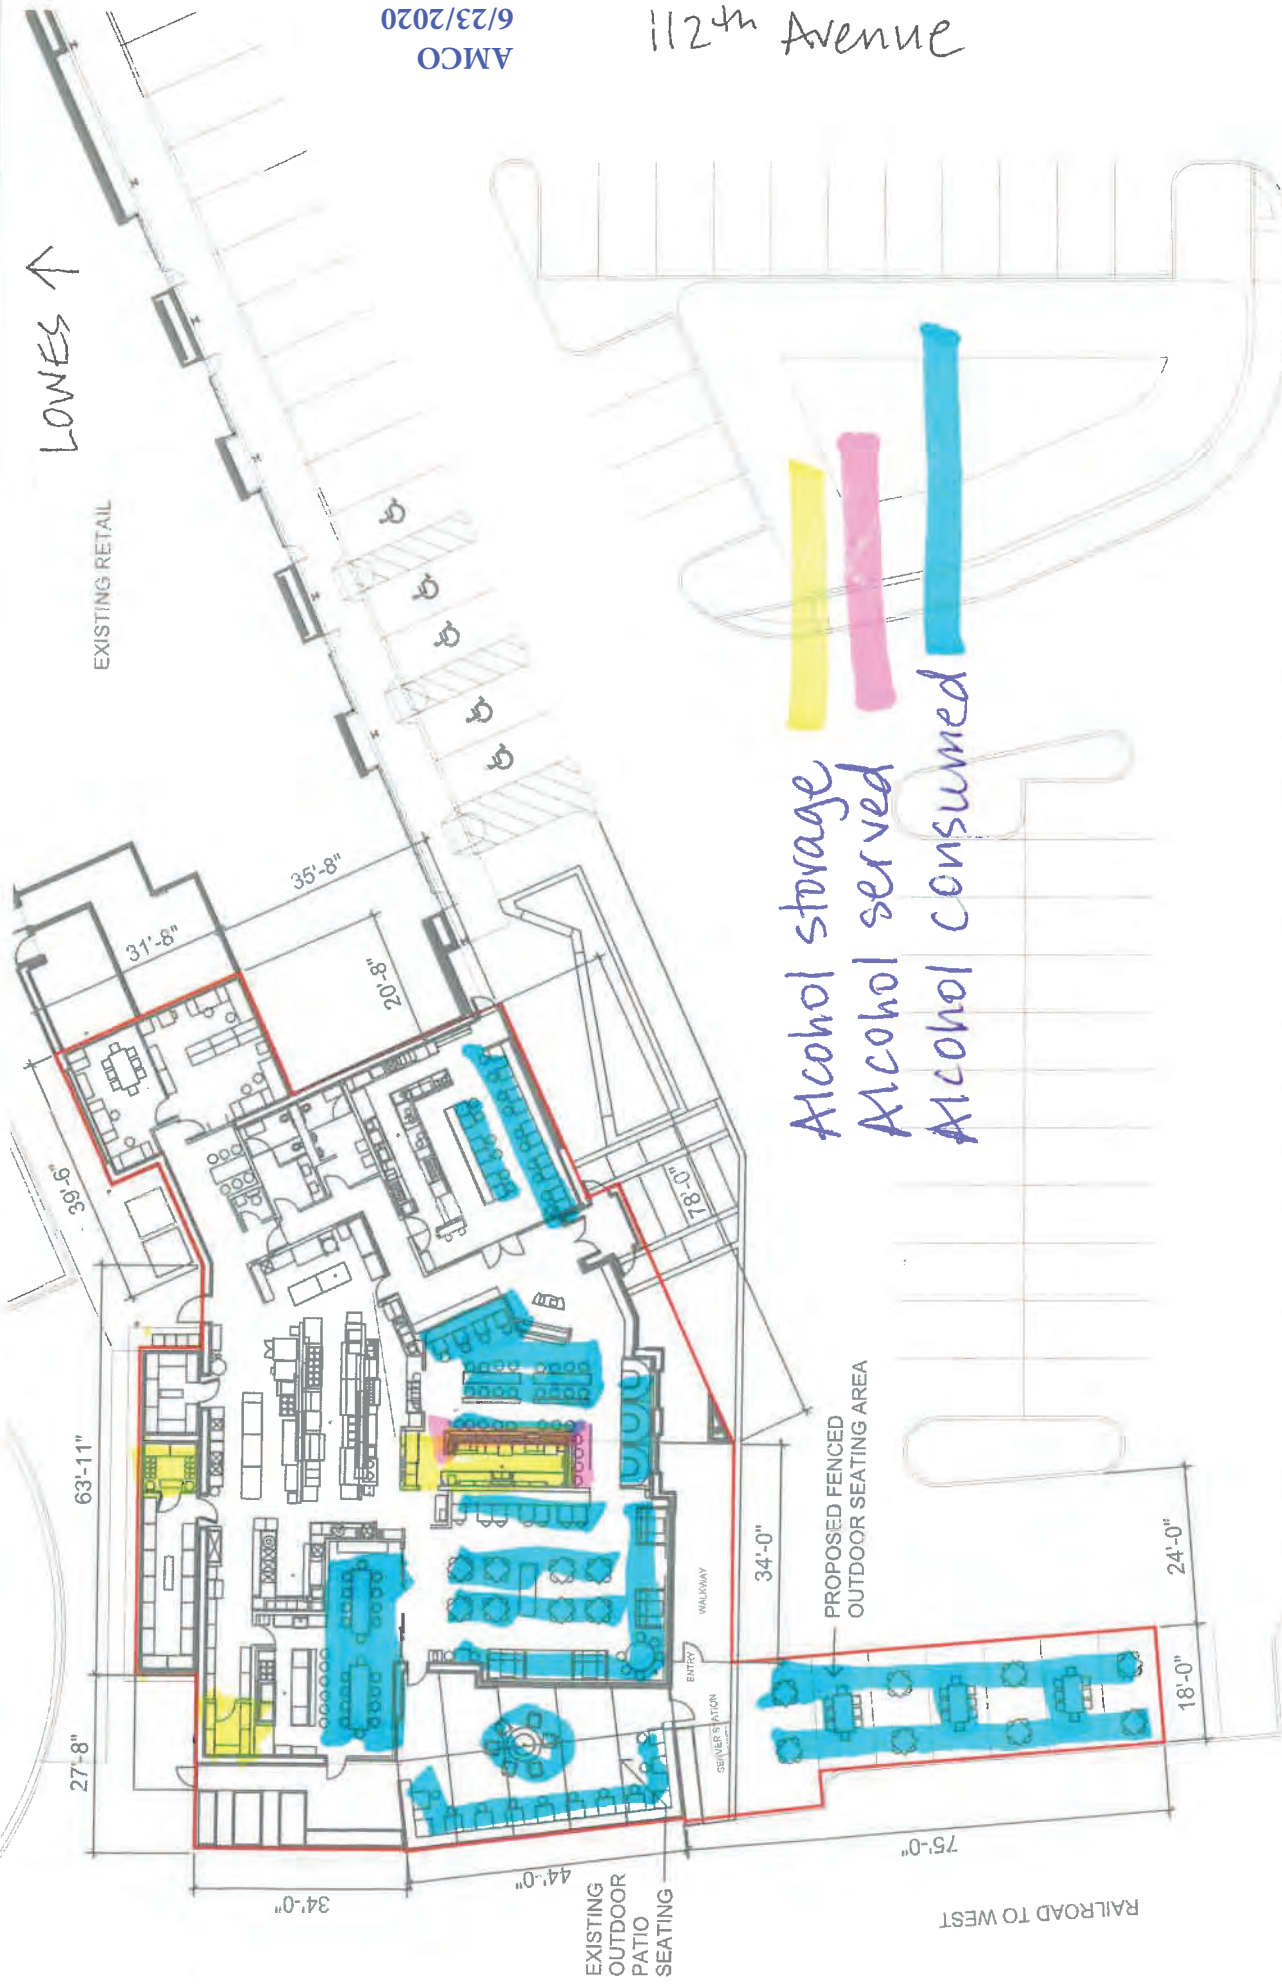 AMCO
6/23/2020
112th Avenue
LOWES ↑
EXISTING RETAIL
35'-8"
31'-8"
20'-8"
39'-6"
78'-0"
63'-11"
27'-8"
34'-0"
44'-0"
75'-0"
34'-0"
24'-0"
18'-0"
WALKWAY
ENTRY
SERVER STATION
PROPOSED FENCED
OUTDOOR SEATING AREA
EXISTING
OUTDOOR
PATIO
SEATING
RAILROAD TO WEST
Alcohol storage
Alcohol served
Alcohol consumed